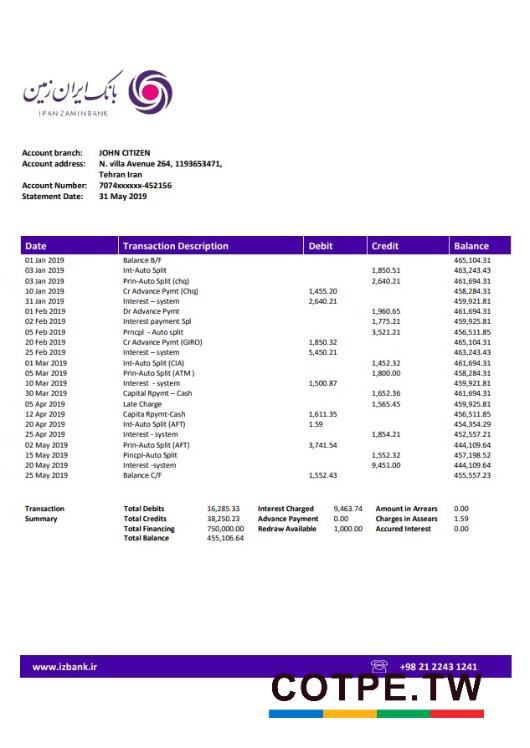 بانک ایران زمین
IPANZAMINBANK
Account branch: JOHN CITIZEN
Account address: N. villa Avenue 264, 1193653471,
Tehran Iran
Account Number: 7074xxxxxx-452156
Statement Date: 31 May 2019
Date Transaction Description Debit Credit Balance
01 Jan 2019 Balance B/F 465,104.31
03 Jan 2019 Int-Auto Split 1,850.51 463,243.43
03 Jan 2019 Prin-Auto Split (chq) 2,640.21 461,694.31
10 Jan 2019 Cr Advance Pymt (Chq) 1,455.20 458,284.31
31 Jan 2019 Interest – system 2,640.21 459,921.81
01 Feb 2019 Dr Advance Pymt 1,960.65 461,694.31
02 Feb 2019 Interest payment Spl 1,775.21 459,925.81
05 Feb 2019 Prncpl - Auto split 3,521.21 456,511.85
20 Feb 2019 Cr Advance Pymt (GIRO) 1,850.32 465,104.31
25 Feb 2019 Interest – system 5,450.21 463,243.43
01 Mar 2019 Int-Auto Split (CIA) 1,452.32 461,694.31
05 Mar 2019 Prin-Auto Split (ATM ) 1,800.00 458,284.31
10 Mar 2019 Interest - system 1,500.87 459,921.81
30 Mar 2019 Capital Rpymt – Cash 1,652.36 461,694.31
05 Apr 2019 Late Charge 1,565.45 459,925.81
12 Apr 2019 Capita Rpymt-Cash 1,611.35 456,511.85
20 Apr 2019 Int-Auto Split (AFT) 1.59 454,354.29
25 Apr 2019 Interest - system 1,854.21 452,557.21
02 May 2019 Prin-Auto Split (AFT) 3,741.54 444,109.64
15 May 2019 Pincpl-Auto Split 1,552.32 457,198.52
20 May 2019 Interest -system 9,451.00 444,109.64
25 May 2019 Balance C/F 1,552.43 455,557.23
Transaction Total Debits 16,285.33 Interest Charged 9,463.74 Amount in Arrears 0.00
Summary Total Credits 38,250.23 Advance Payment 0.00 Charges in Assears 1.59
Total Financing 750,000.00 Redraw Available 1,000.00 Accured Interest 0.00
Total Balance 455,106.64
www.izbank.ir +98 21 2243 1241
COTPE.TW